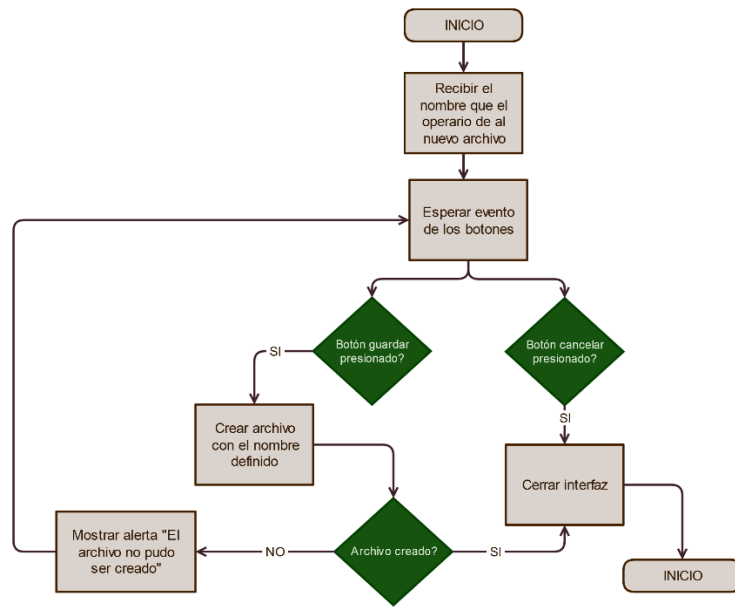 INICIO
Recibir el
nombre que el
operario de al
nuevo archivo
Esperar evento
de los botones
Botón guardar
presionado?
Botón cancelar
presionado?
SI
SI
Crear archivo
con el nombre
definido
Cerrar interfaz
Mostrar alerta "El
archivo no pudo
ser creado"
NO
Archivo creado?
SI
INICIO